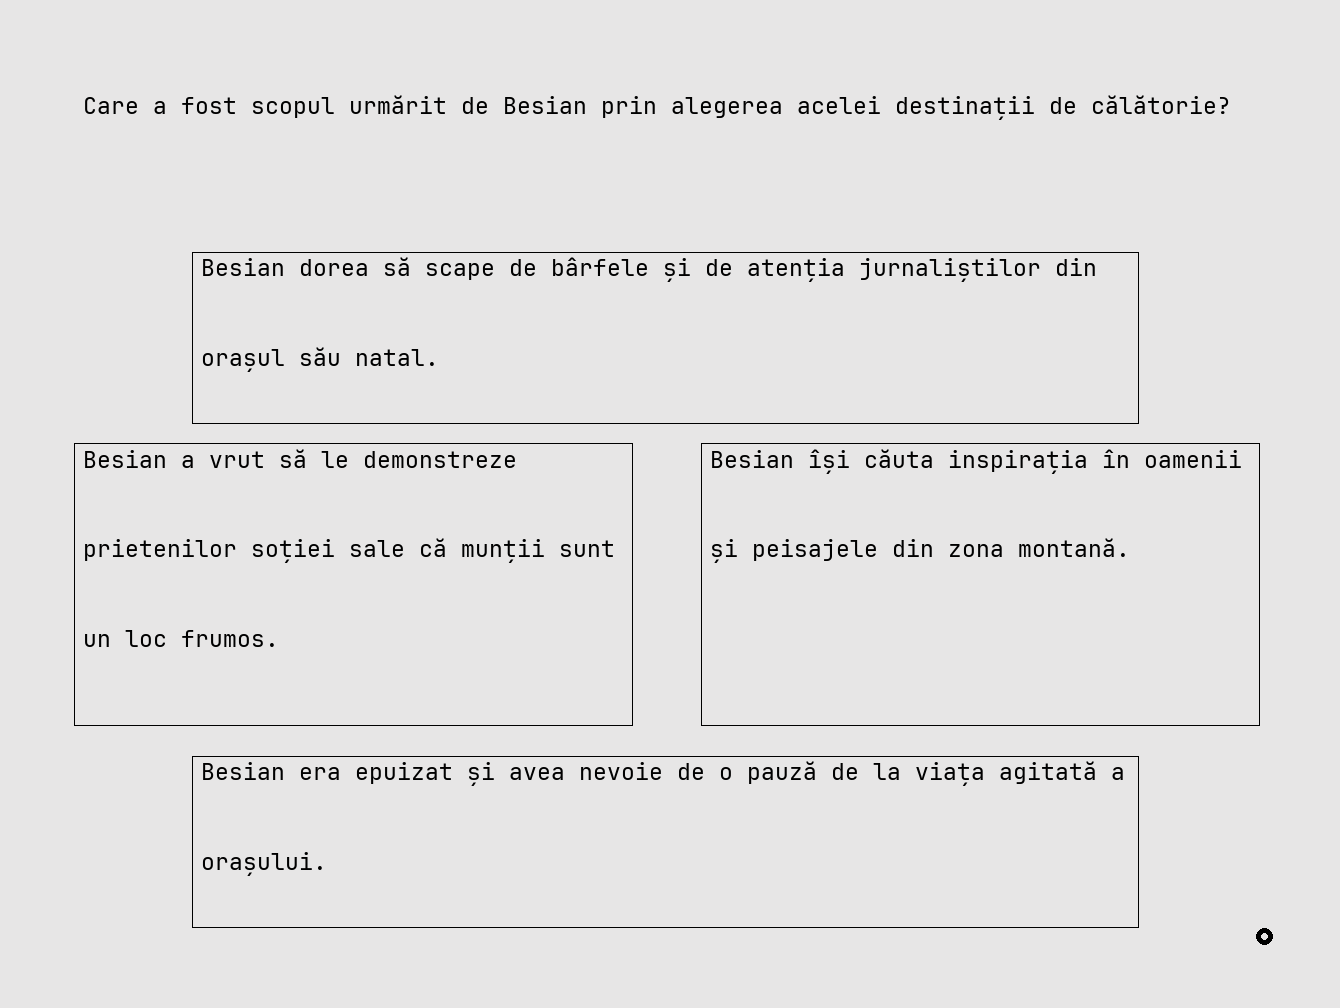 Care a fost scopul urmărit de Besian prin alegerea acelei destinații de călătorie?
Besian dorea să scape de bârfele și de atenția jurnaliștilor din
orașul său natal.
Besian a vrut să le demonstreze
prietenilor soției sale că munții sunt
un loc frumos.
Besian își căuta inspirația în oamenii
și peisajele din zona montană.
Besian era epuizat și avea nevoie de o pauză de la viața agitată a
orașului.